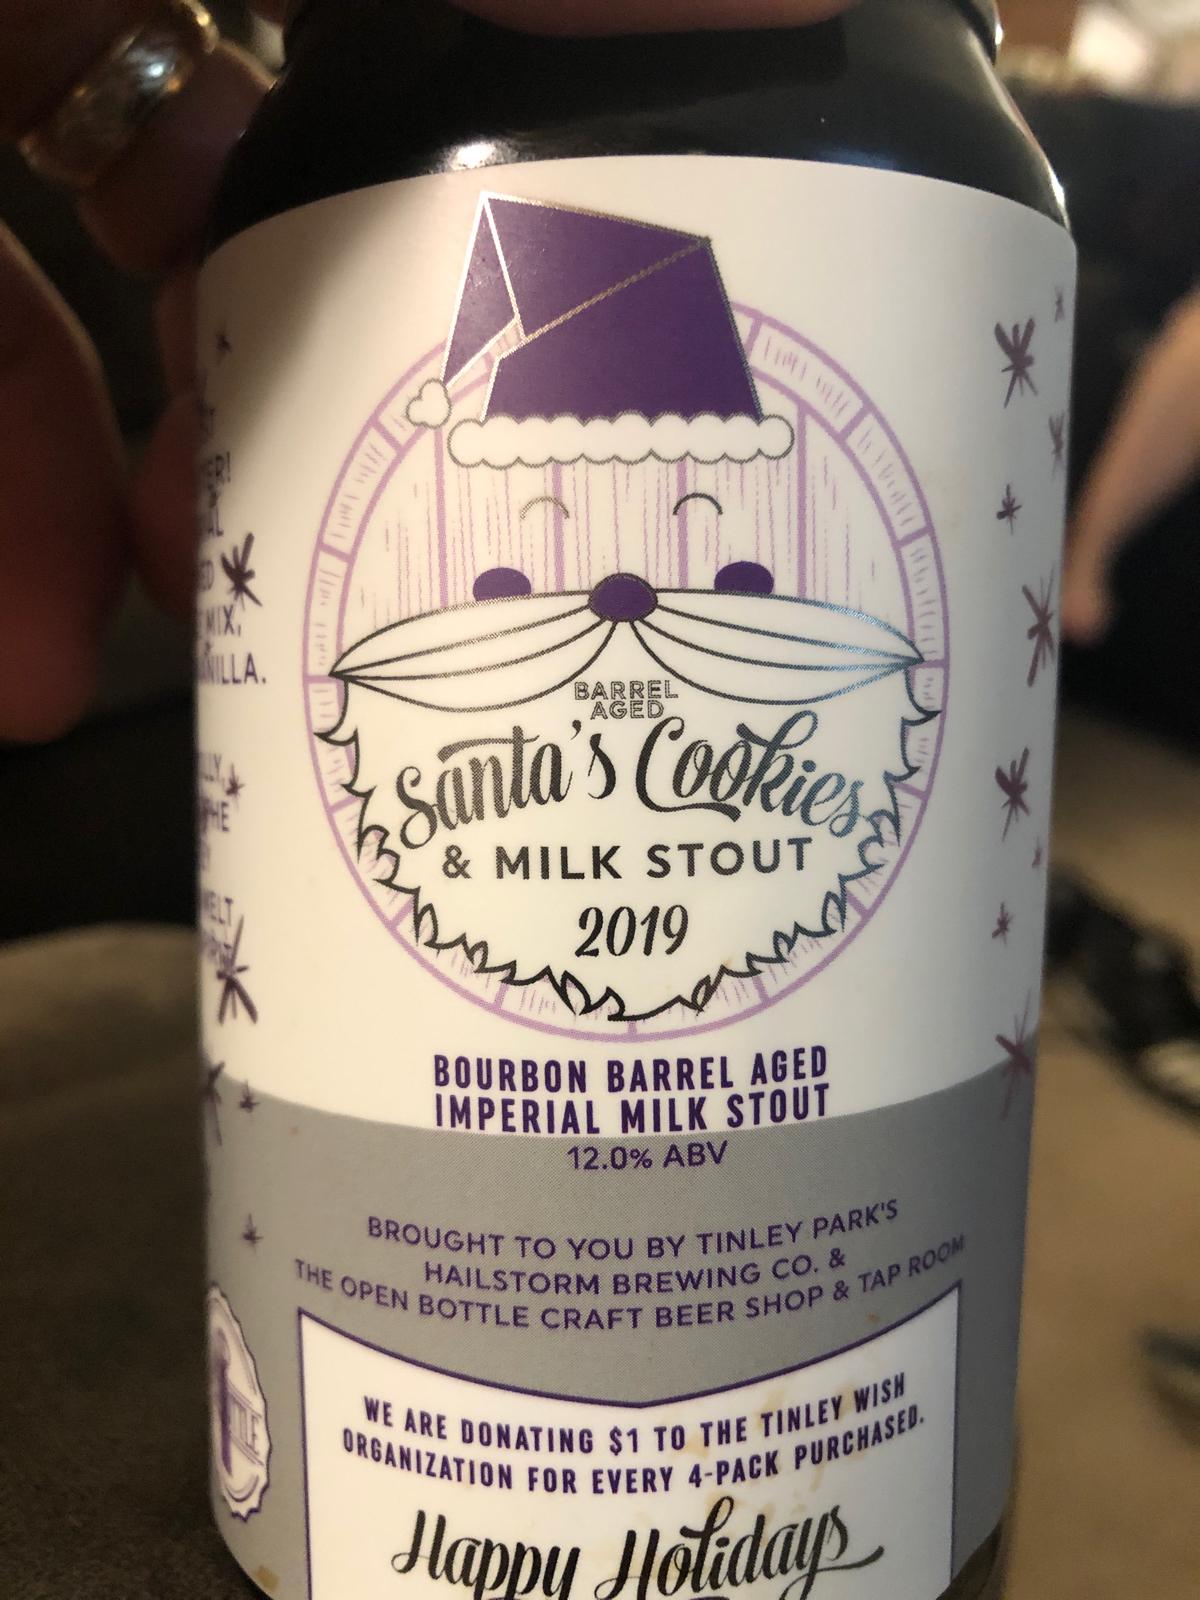 MIX,
BARREL
AGED
Santa's Cookies
& MILK STOUT
2019
BOURBON BARREL AGED
IMPERIAL MILK STOUT
12.0% ABV
BROUGHT TO YOU BY TINLEY PARK'S
HAILSTORM BREWING CO. &
THE OPEN BOTTLE CRAFT BEER SHOP & TAP ROOM
WE ARE DONATING $1 TO THE TINLEY WISH
ORGANIZATION FOR EVERY 4-PACK PURCHASED.
Happy Holidays